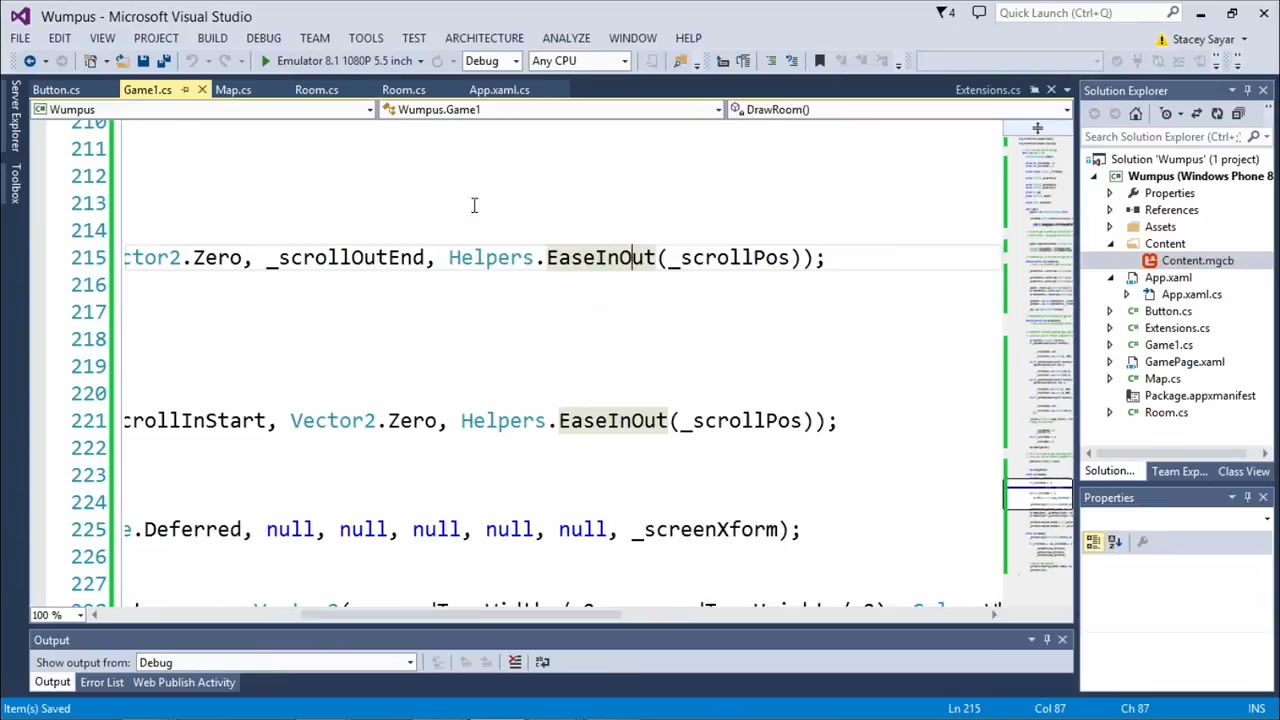 Wumpus - Microsoft Visual Studio
4
Quick Launch (Ctrl+Q)
FILE EDIT VIEW PROJECT BUILD DEBUG TEAM TOOLS TEST ARCHITECTURE ANALYZE WINDOW HELP
Stacey Sayar
Emulator 8.1 1080P 5.5 inch
Debug
Any CPU
Button.cs
Game1.cs
Map.cs
Room.cs
Room.cs
App.xaml.cs
Extensions.cs
Wumpus
Wumpus.Game1
DrawRoom()
Server Explorer
Toolbox
210
211
212
213
214
215 ctor2.Zero, _scrollOutEnd, Helpers.EaseInOut(_scrollPos));
216
217
218
219
220
221 crollInStart, Vector2.Zero, Helpers.EaseInOut(_scrollPos));
222
223
224
225 e.Deferred, null, null, null, null, null, _screenXform);
226
227
100 %
Output
Show output from: Debug
Output
Error List
Web Publish Activity
Solution Explorer
Search Solution Explorer (Ctrl+;)
Solution 'Wumpus' (1 project)
Wumpus (Windows Phone 8
Properties
References
Assets
Content
Content.mgcb
App.xaml
App.xaml.cs
Button.cs
Extensions.cs
Game1.cs
GamePage.xaml
Map.cs
Package.appxmanifest
Room.cs
Solution...
Team Exp...
Class View
Properties
Item(s) Saved
Ln 215
Col 87
Ch 87
INS